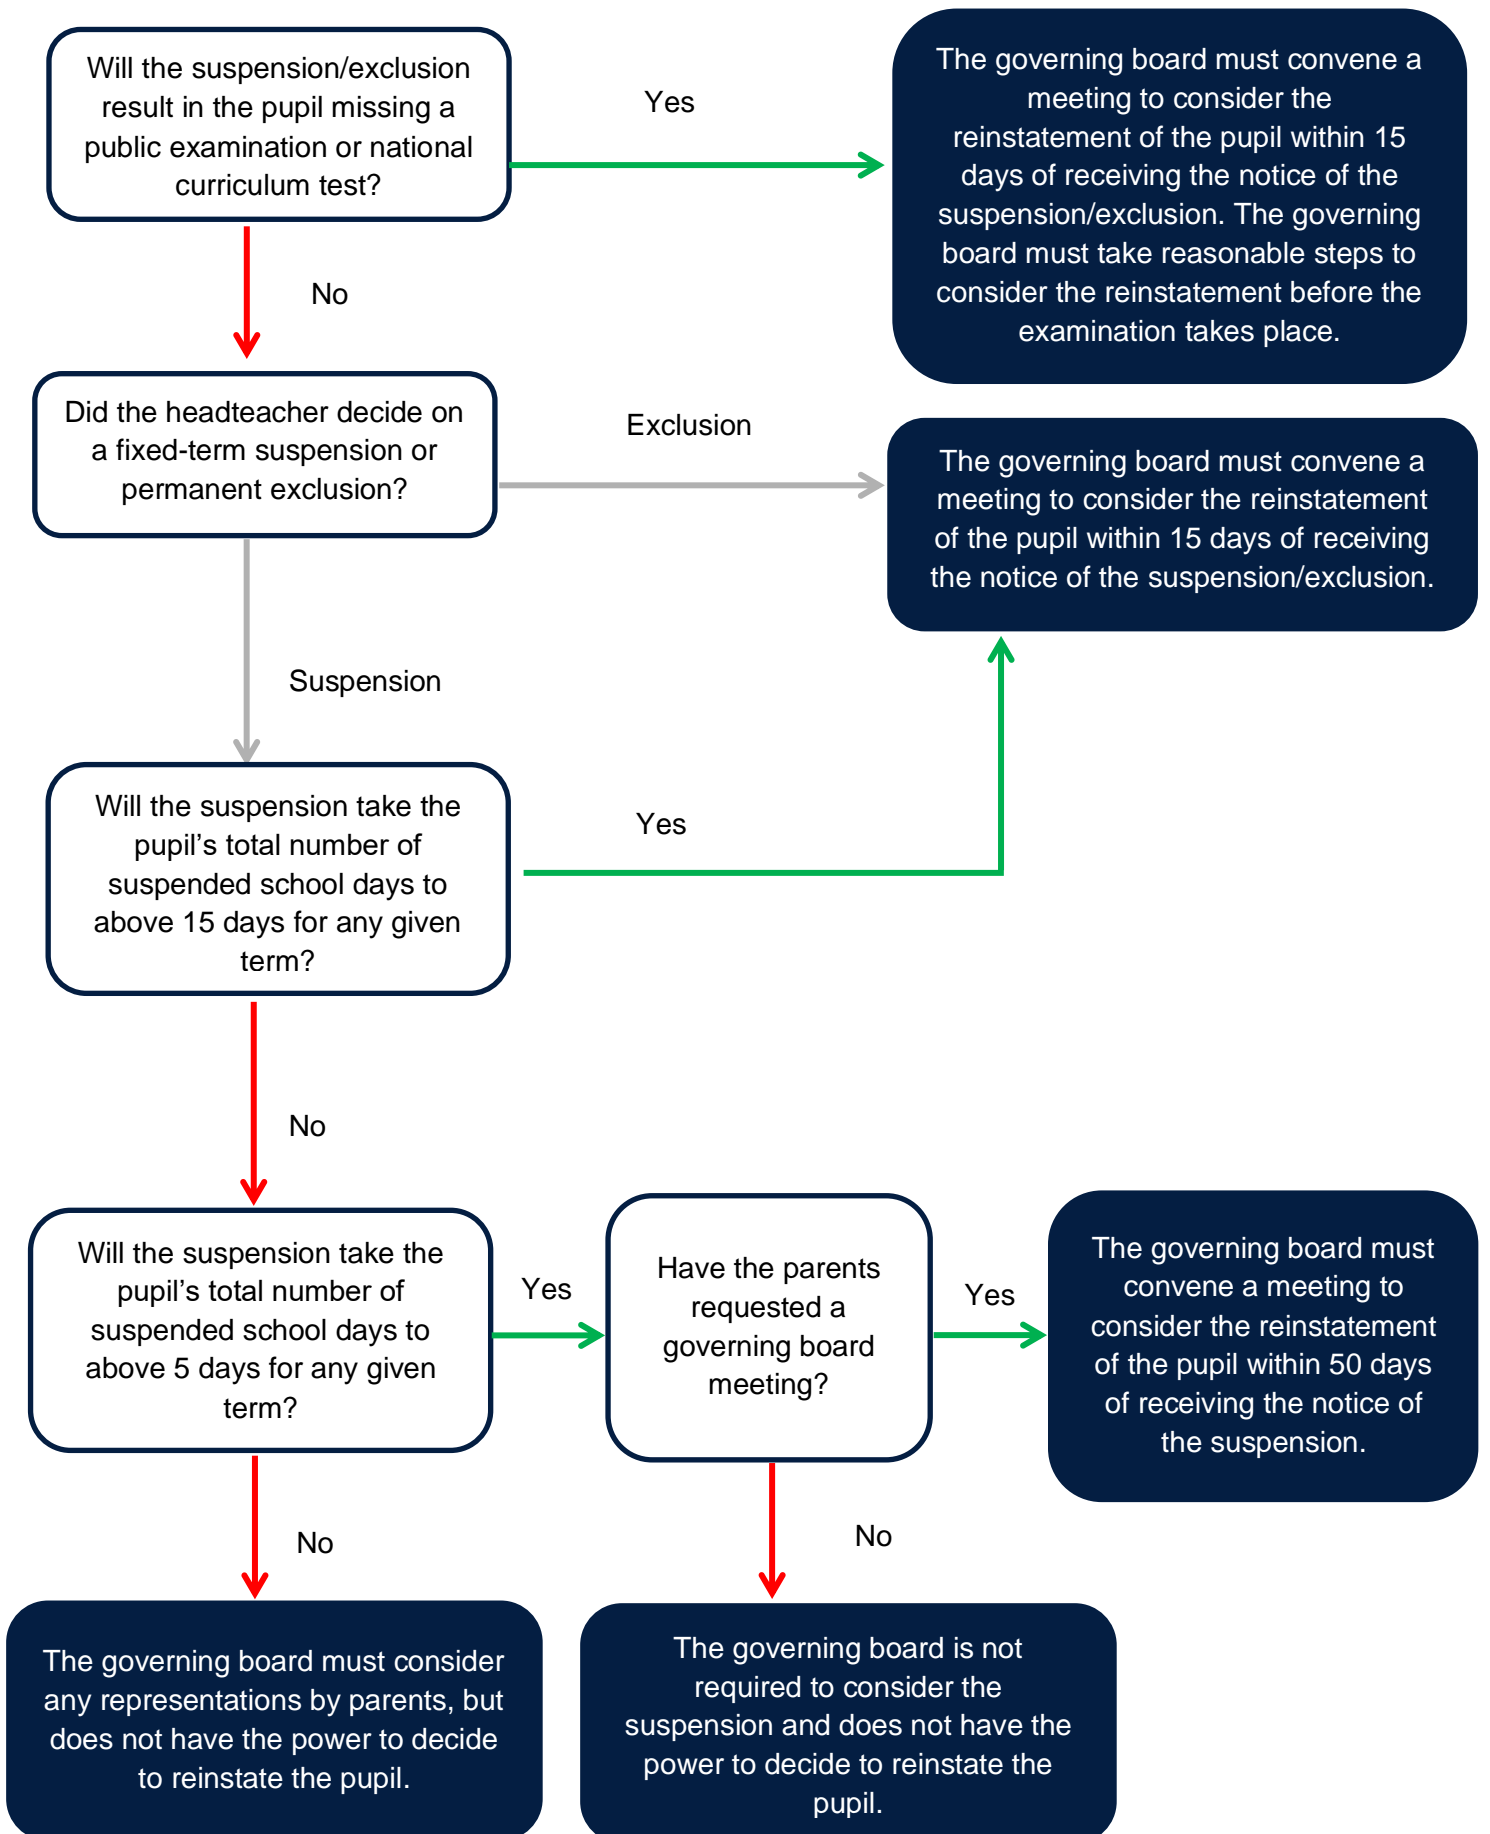 Will the suspension/exclusion
result in the pupil missing a
public examination or national
curriculum test?
Yes
The governing board must convene a
meeting to consider the
reinstatement of the pupil within 15
days of receiving the notice of the
suspension/exclusion. The governing
board must take reasonable steps to
consider the reinstatement before the
examination takes place.
No
Did the headteacher decide on
a fixed-term suspension or
permanent exclusion?
Exclusion
The governing board must convene a
meeting to consider the reinstatement
of the pupil within 15 days of receiving
the notice of the suspension/exclusion.
Suspension
Will the suspension take the
pupil’s total number of
suspended school days to
above 15 days for any given
term?
Yes
No
Will the suspension take the
pupil’s total number of
suspended school days to
above 5 days for any given
term?
Yes
Have the parents
requested a
governing board
meeting?
Yes
The governing board must
convene a meeting to
consider the reinstatement
of the pupil within 50 days
of receiving the notice of
the suspension.
No
No
The governing board must consider
any representations by parents, but
does not have the power to decide
to reinstate the pupil.
The governing board is not
required to consider the
suspension and does not have the
power to decide to reinstate the
pupil.